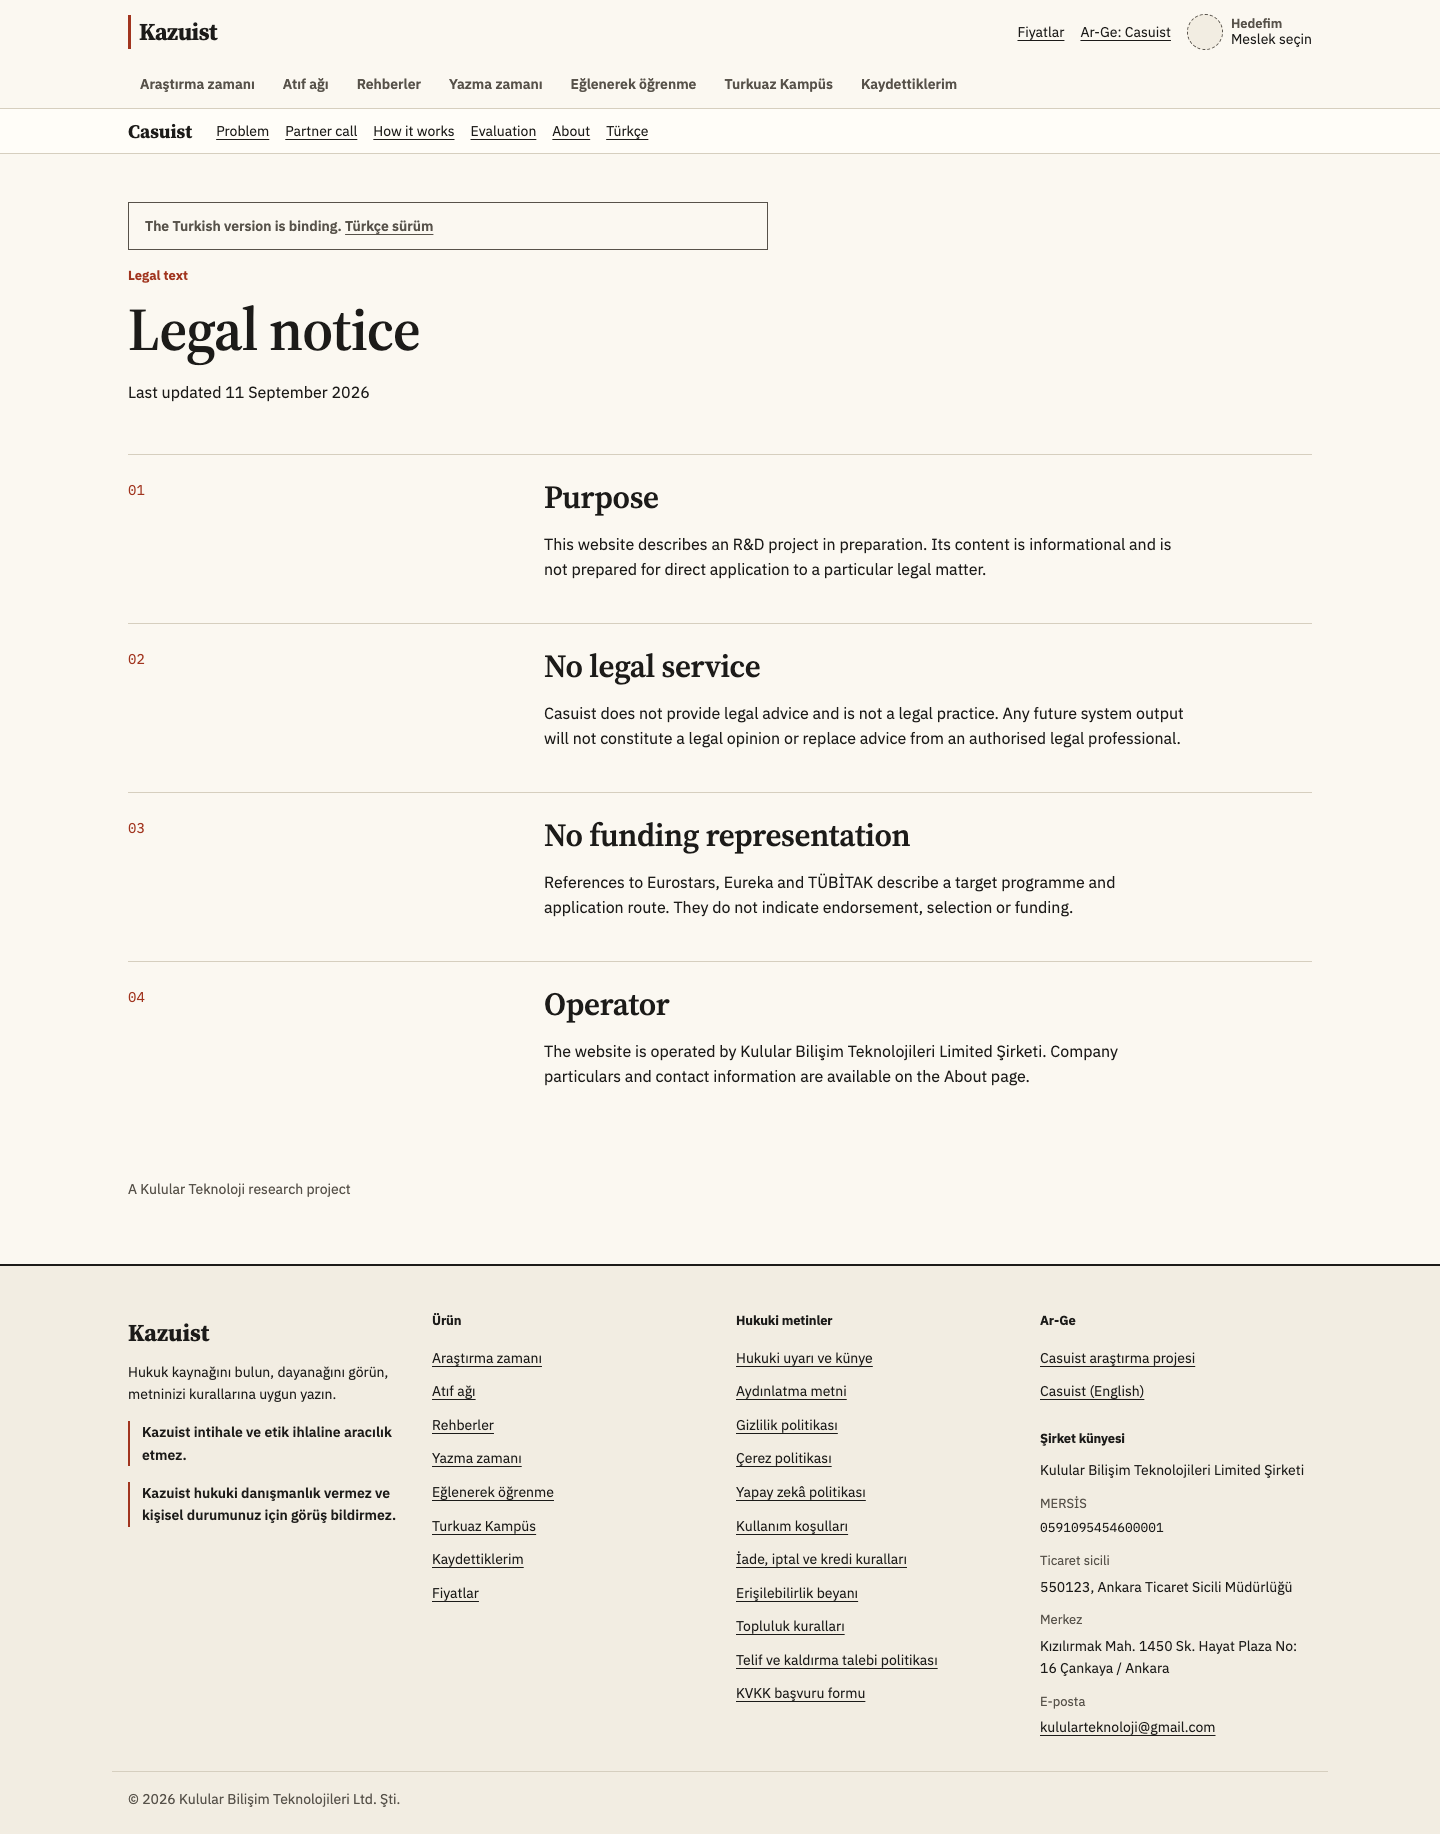 Kazuist
Fiyatlar
Ar-Ge: Casuist
Hedefim
Meslek seçin
Araştırma zamanı
Atıf ağı
Rehberler
Yazma zamanı
Eğlenerek öğrenme
Turkuaz Kampüs
Kaydettiklerim
Casuist
Problem
Partner call
How it works
Evaluation
About
Türkçe
The Turkish version is binding. Türkçe sürüm
Legal text
Legal notice
Last updated 11 September 2026
01
Purpose
This website describes an R&D project in preparation. Its content is informational and is
not prepared for direct application to a particular legal matter.
02
No legal service
Casuist does not provide legal advice and is not a legal practice. Any future system output
will not constitute a legal opinion or replace advice from an authorised legal professional.
03
No funding representation
References to Eurostars, Eureka and TÜBİTAK describe a target programme and
application route. They do not indicate endorsement, selection or funding.
04
Operator
The website is operated by Kulular Bilişim Teknolojileri Limited Şirketi. Company
particulars and contact information are available on the About page.
A Kulular Teknoloji research project
Kazuist
Hukuk kaynağını bulun, dayanağını görün,
metninizi kurallarına uygun yazın.
Kazuist intihale ve etik ihlaline aracılık
etmez.
Kazuist hukuki danışmanlık vermez ve
kişisel durumunuz için görüş bildirmez.
Ürün
Araştırma zamanı
Atıf ağı
Rehberler
Yazma zamanı
Eğlenerek öğrenme
Turkuaz Kampüs
Kaydettiklerim
Fiyatlar
Hukuki metinler
Hukuki uyarı ve künye
Aydınlatma metni
Gizlilik politikası
Çerez politikası
Yapay zekâ politikası
Kullanım koşulları
İade, iptal ve kredi kuralları
Erişilebilirlik beyanı
Topluluk kuralları
Telif ve kaldırma talebi politikası
KVKK başvuru formu
Ar-Ge
Casuist araştırma projesi
Casuist (English)
Şirket künyesi
Kulular Bilişim Teknolojileri Limited Şirketi
MERSİS
0591095454600001
Ticaret sicili
550123, Ankara Ticaret Sicili Müdürlüğü
Merkez
Kızılırmak Mah. 1450 Sk. Hayat Plaza No:
16 Çankaya / Ankara
E-posta
kulularteknoloji@gmail.com
© 2026 Kulular Bilişim Teknolojileri Ltd. Şti.